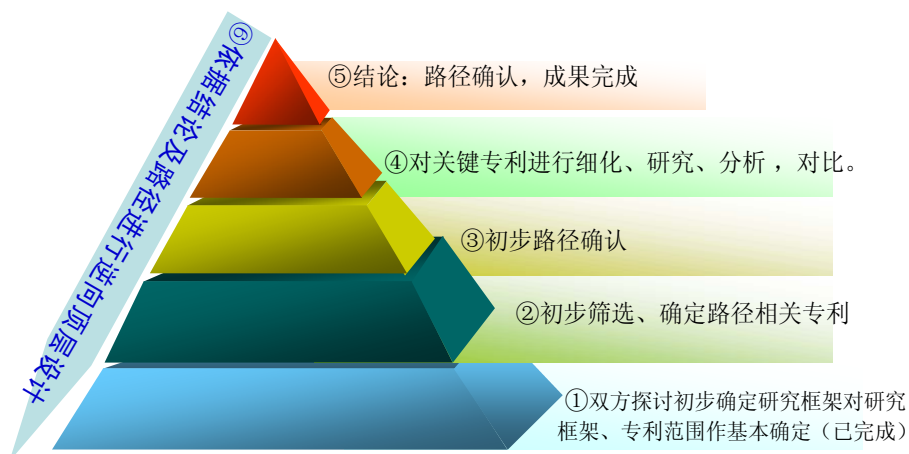 ⑥依据结论及路径进行逆向顶层设计
⑤结论：路径确认，成果完成
④对关键专利进行细化、研究、分析，对比。
③初步路径确认
②初步筛选、确定路径相关专利
①双方探讨初步确定研究框架对研究
框架、专利范围作基本确定（已完成）